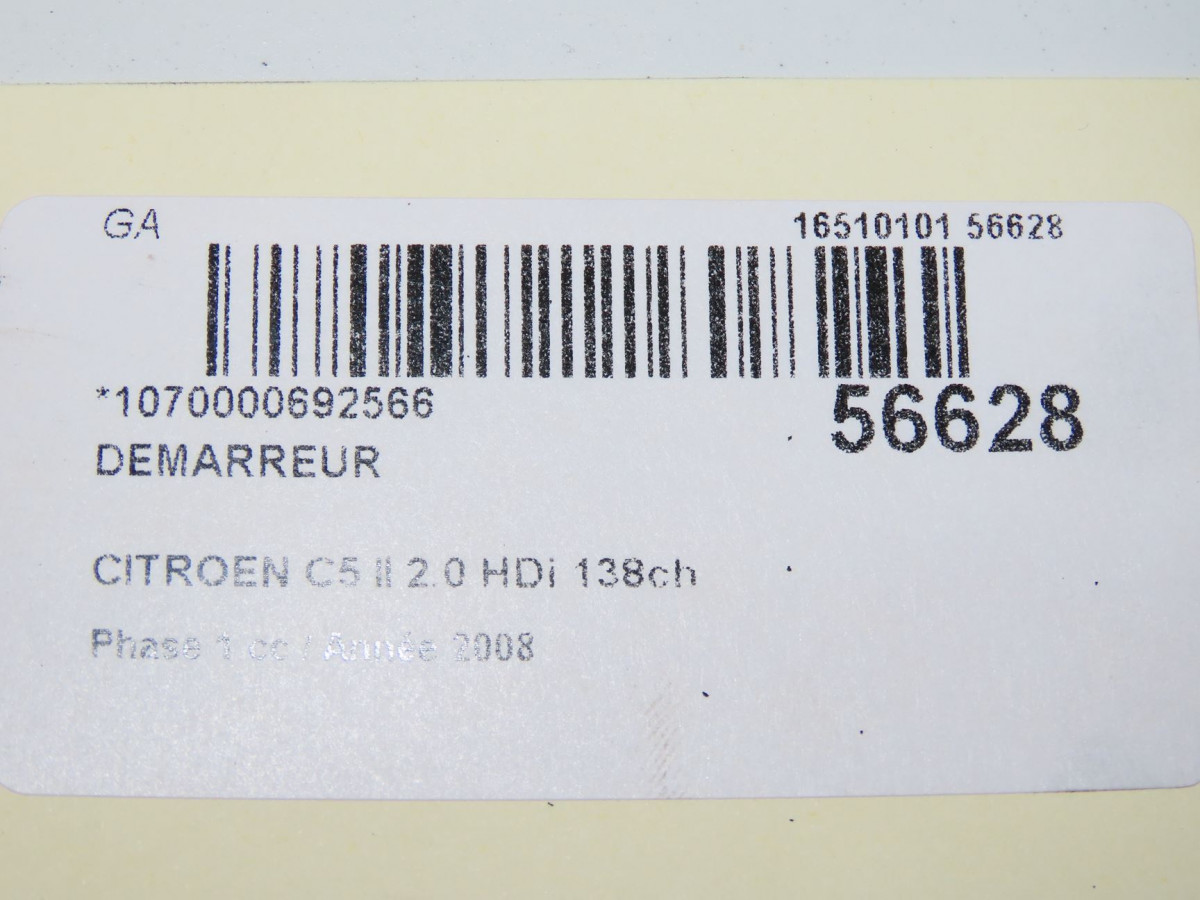 GA 16510101 56628
*1070000692566 56628
DEMARREUR
CITROEN C5 II 2.0 HDi 138ch
Phase 1 cc / Année 2008